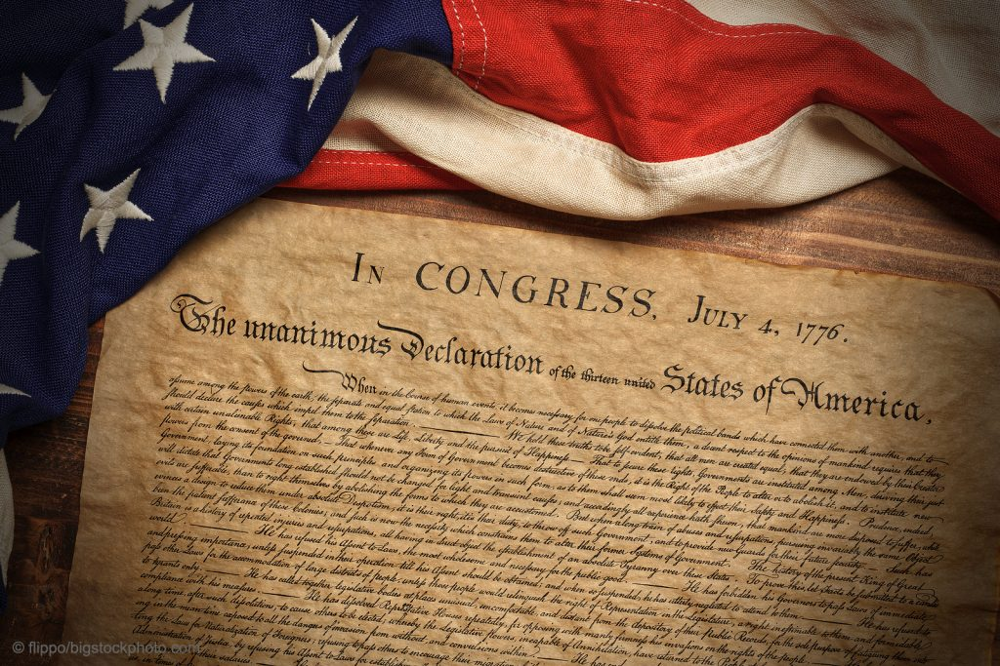 In CONGRESS, July 4, 1776.
The unanimous Declaration of the thirteen united States of America,
When in the Course of human events, it becomes necessary for one people to dissolve the political bands which have connected them with another, and to
assume among the powers of the earth, the separate and equal station to which the Laws of Nature and of Nature's God entitle them, a decent respect to the opinions of mankind requires that they
should declare the causes which impel them to the separation. — We hold these truths to be self-evident, that all men are created equal, that they are endowed by their Creator
with certain unalienable Rights, that among these are Life, Liberty and the pursuit of Happiness. — That to secure these rights, Governments are instituted among Men, deriving their just
powers from the consent of the governed, — That whenever any Form of Government becomes destructive of these ends, it is the Right of the People to alter or to abolish it, and to institute new
Government, laying its foundation on such principles and organizing its powers in such form, as to them shall seem most likely to effect their Safety and Happiness. Prudence, indeed,
will dictate that Governments long established should not be changed for light and transient causes; and accordingly all experience hath shewn, that mankind are more disposed to suffer, while
evils are sufferable, than to right themselves by abolishing the forms to which they are accustomed. But when a long train of abuses and usurpations, pursuing invariably the same Object
evinces a design to reduce them under absolute Despotism, it is their right, it is their duty, to throw off such Government, and to provide new Guards for their future security. — Such has
been the patient sufferance of these Colonies; and such is now the necessity which constrains them to alter their former Systems of Government. The history of the present King of Great
Britain is a history of repeated injuries and usurpations, all having in direct object the establishment of an absolute Tyranny over these States. To prove this, let Facts be submitted to a candid
world. — He has refused his Assent to Laws, the most wholesome and necessary for the public good. — He has forbidden his Governors to pass Laws of immediate
and pressing importance, unless suspended in their operation till his Assent should be obtained; and when so suspended, he has utterly neglected to attend to them. — He has refused to
pass other Laws for the accommodation of large districts of people, unless those people would relinquish the right of Representation in the Legislature, a right inestimable to them and formidable
to tyrants only. — He has called together legislative bodies at places unusual, uncomfortable, and distant from the depository of their Public Records, for the sole purpose of fatiguing them into
compliance with his measures. — He has dissolved Representative Houses repeatedly, for opposing with manly firmness his invasions on the rights of the people.
along time, after such dissolutions, to cause others to be elected; whereby the Legislative powers, incapable of Annihilation, have
© flippo/bigstockphoto.com